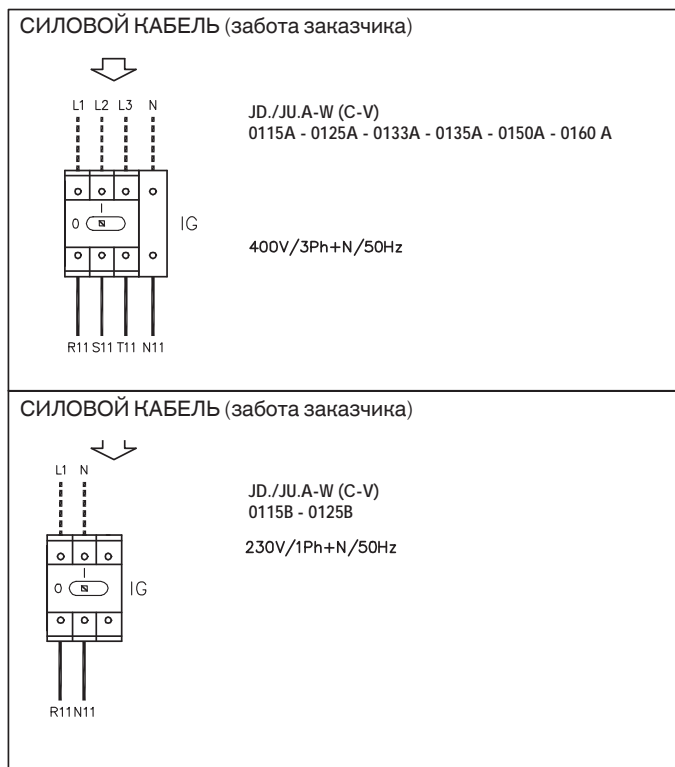 СИЛОВОЙ КАБЕЛЬ (забота заказчика)
L1 L2 L3 N
JD./JU.A-W (C-V)
0115A - 0125A - 0133A - 0135A - 0150A - 0160 A
I
0
IG
400V/3Ph+N/50Hz
R11 S11 T11 N11
СИЛОВОЙ КАБЕЛЬ (забота заказчика)
L1 N
JD./JU.A-W (C-V)
0115B - 0125B
230V/1Ph+N/50Hz
I
0
IG
R11 N11